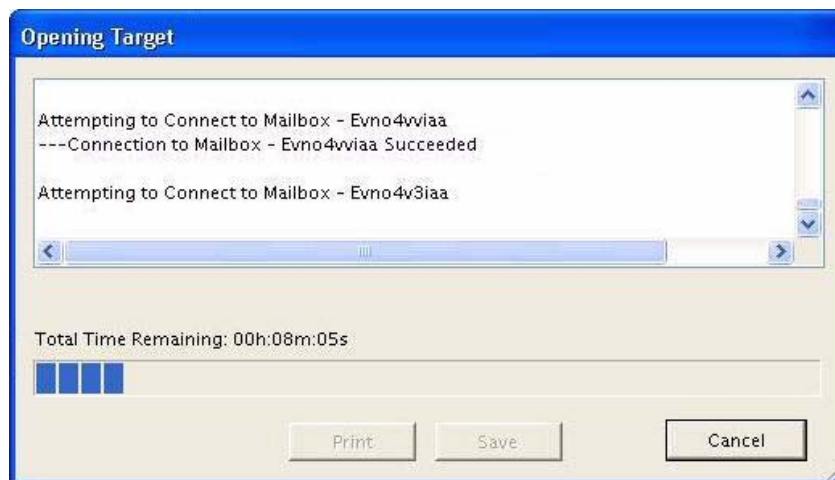 Opening Target
Attempting to Connect to Mailbox - Evno4vviaa
---Connection to Mailbox - Evno4vviaa Succeeded
Attempting to Connect to Mailbox - Evno4v3iaa
Total Time Remaining: 00h:08m:05s
Print
Save
Cancel